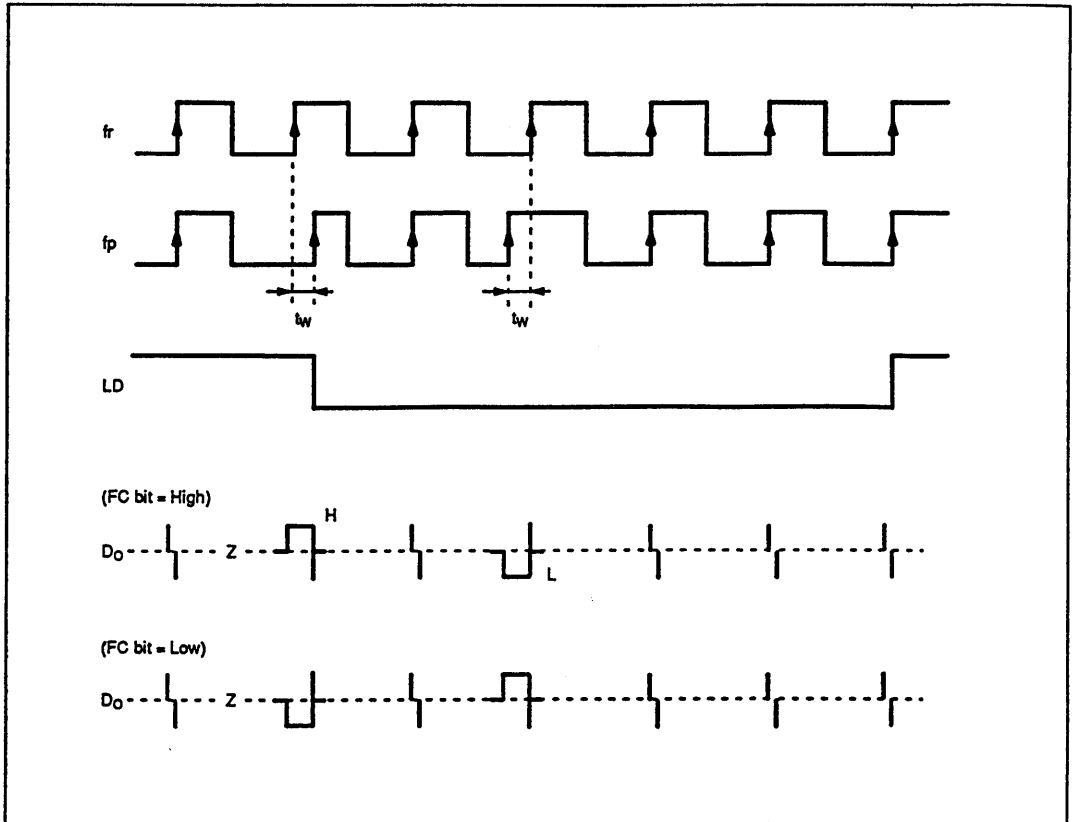 fr
fp
tW tW
LD
(FC bit = High)
H
DO Z
L
(FC bit = Low)
DO Z